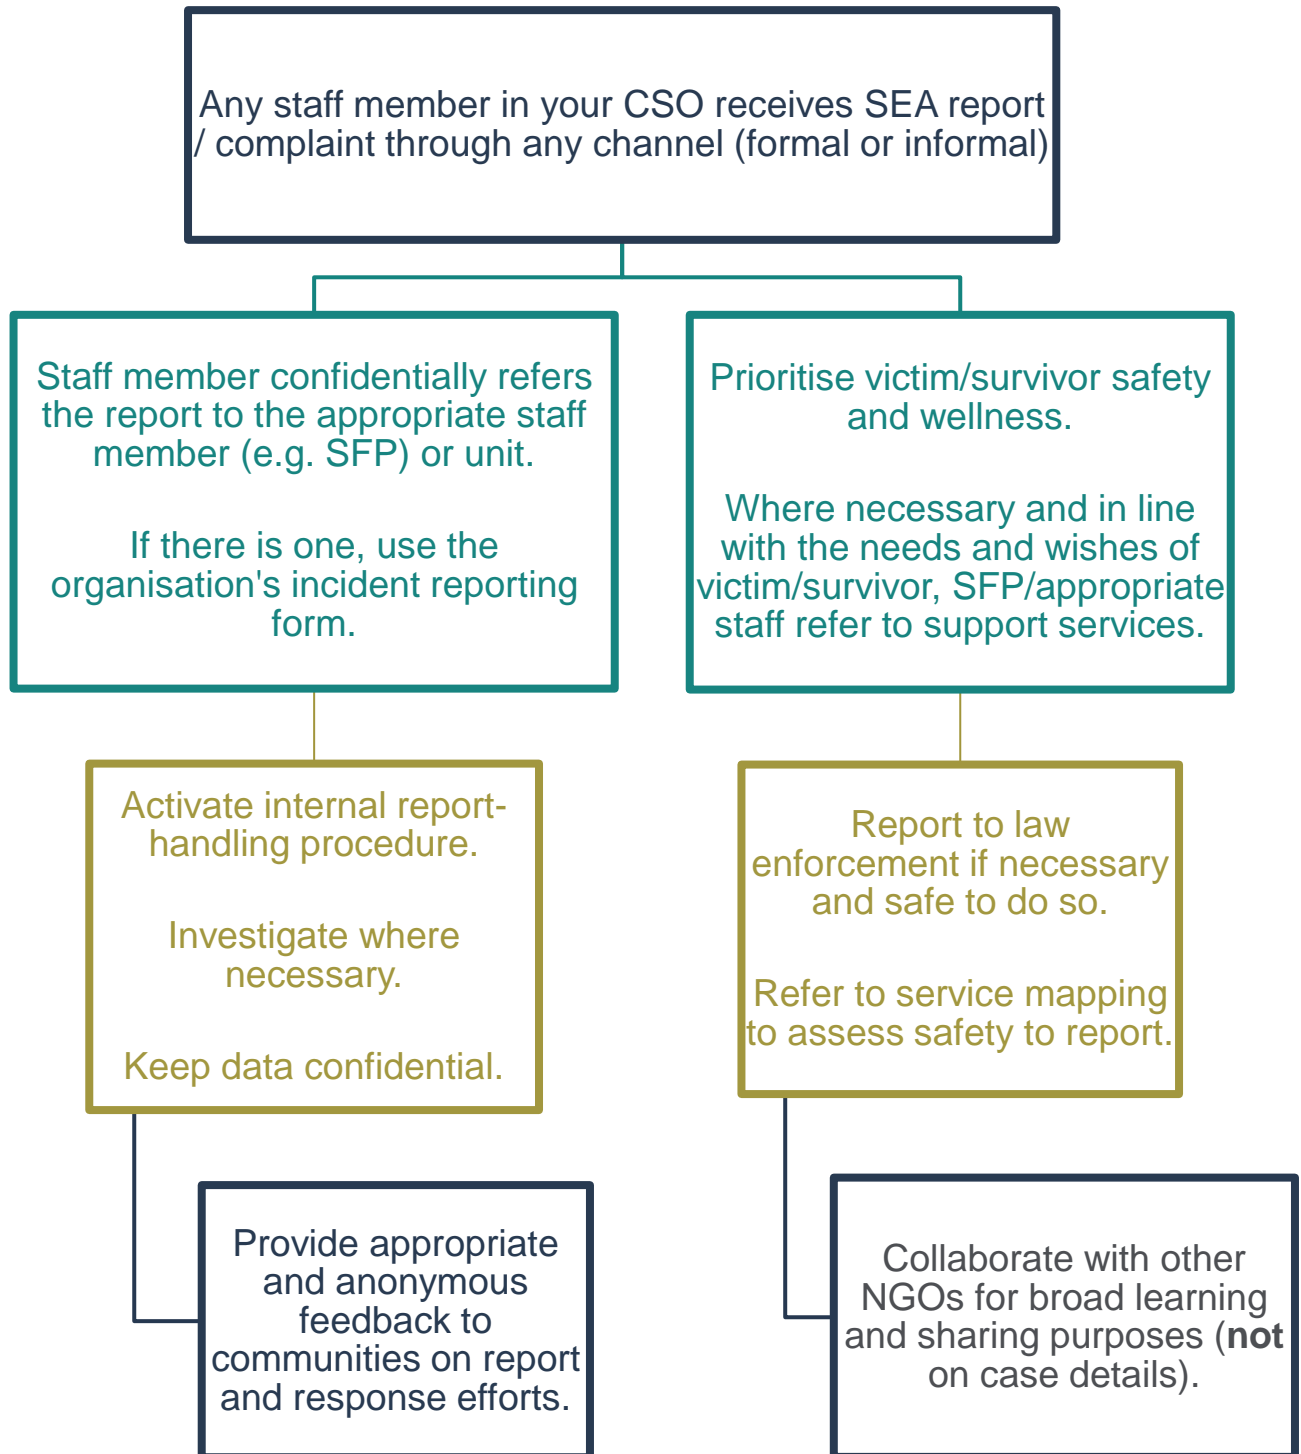 Any staff member in your CSO receives SEA report
/ complaint through any channel (formal or informal)
Staff member confidentially refers
the report to the appropriate staff
member (e.g. SFP) or unit.
If there is one, use the
organisation's incident reporting
form.
Prioritise victim/survivor safety
and wellness.
Where necessary and in line
with the needs and wishes of
victim/survivor, SFP/appropriate
staff refer to support services.
Activate internal report-
handling procedure.
Investigate where
necessary.
Keep data confidential.
Report to law
enforcement if necessary
and safe to do so.
Refer to service mapping
to assess safety to report.
Provide appropriate
and anonymous
feedback to
communities on report
and response efforts.
Collaborate with other
NGOs for broad learning
and sharing purposes (not
on case details).